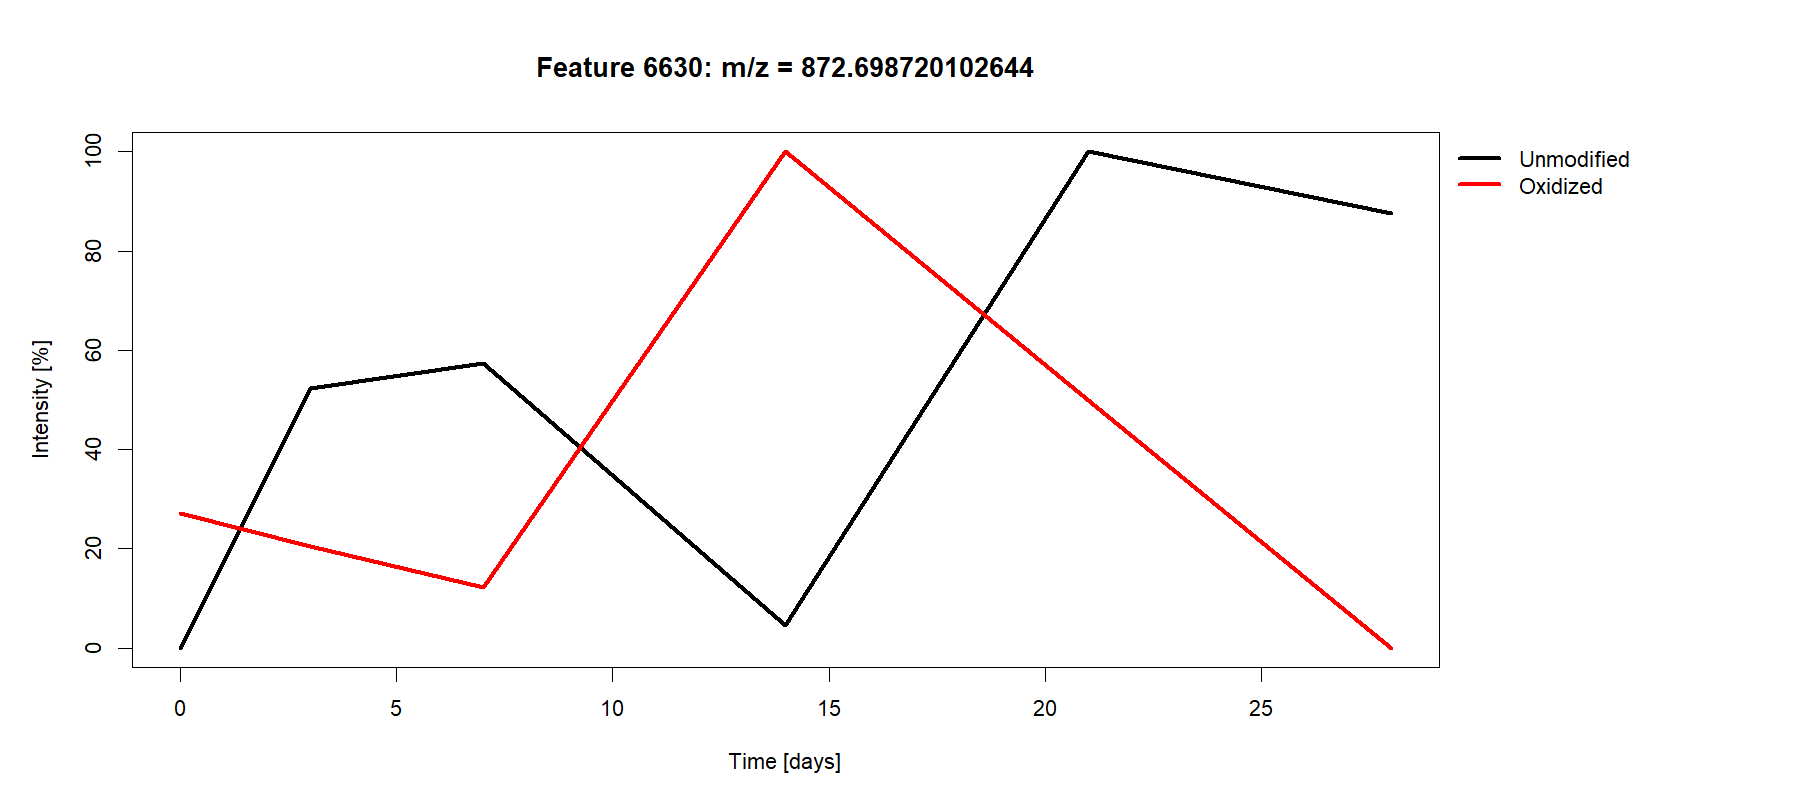 Feature 6630: m/z = 872.698720102644
Unmodified
Oxidized
Intensity [%]
100
80
60
40
20
0
0 5 10 15 20 25
Time [days]